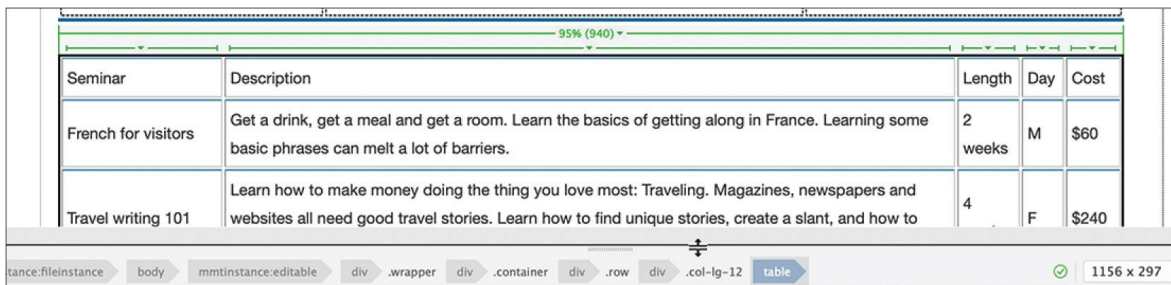 95% (940)
Seminar Description Length Day Cost
French for visitors Get a drink, get a meal and get a room. Learn the basics of getting along in France. Learning some basic phrases can melt a lot of barriers. 2 weeks M $60
Travel writing 101 Learn how to make money doing the thing you love most: Traveling. Magazines, newspapers and websites all need good travel stories. Learn how to find unique stories, create a slant, and how to 4 F $240
tance:fileinstance body mmtinstance:editable div .wrapper div .container div .row div .col-lg-12 table 1156 x 297